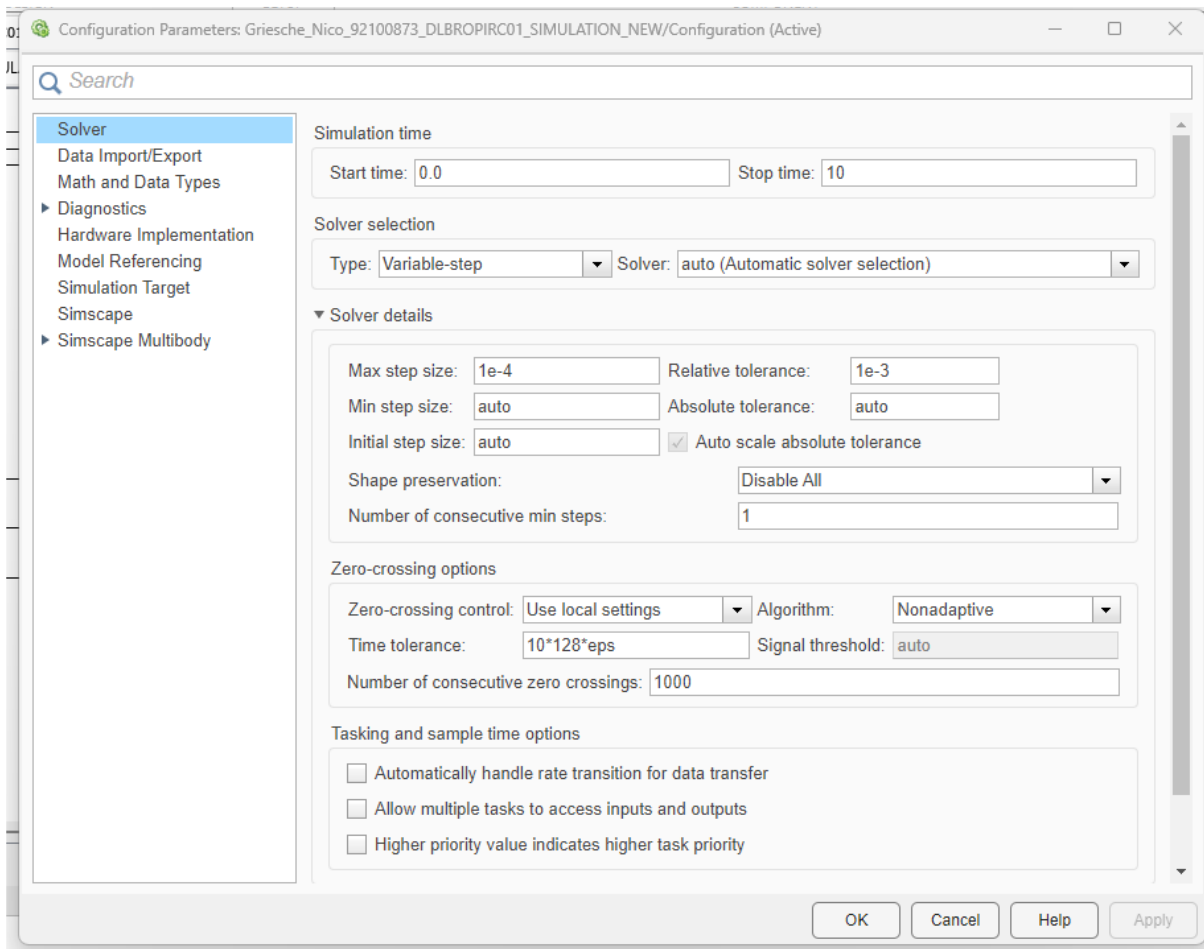 Configuration Parameters: Griesche_Nico_92100873_DLBROPIRC01_SIMULATION_NEW/Configuration (Active)
Search
Solver
Data Import/Export
Math and Data Types
Diagnostics
Hardware Implementation
Model Referencing
Simulation Target
Simscape
Simscape Multibody
Simulation time
Start time: 0.0 Stop time: 10
Solver selection
Type: Variable-step Solver: auto (Automatic solver selection)
Solver details
Max step size: 1e-4 Relative tolerance: 1e-3
Min step size: auto Absolute tolerance: auto
Initial step size: auto Auto scale absolute tolerance
Shape preservation: Disable All
Number of consecutive min steps: 1
Zero-crossing options
Zero-crossing control: Use local settings Algorithm: Nonadaptive
Time tolerance: 10*128*eps Signal threshold: auto
Number of consecutive zero crossings: 1000
Tasking and sample time options
Automatically handle rate transition for data transfer
Allow multiple tasks to access inputs and outputs
Higher priority value indicates higher task priority
OK Cancel Help Apply